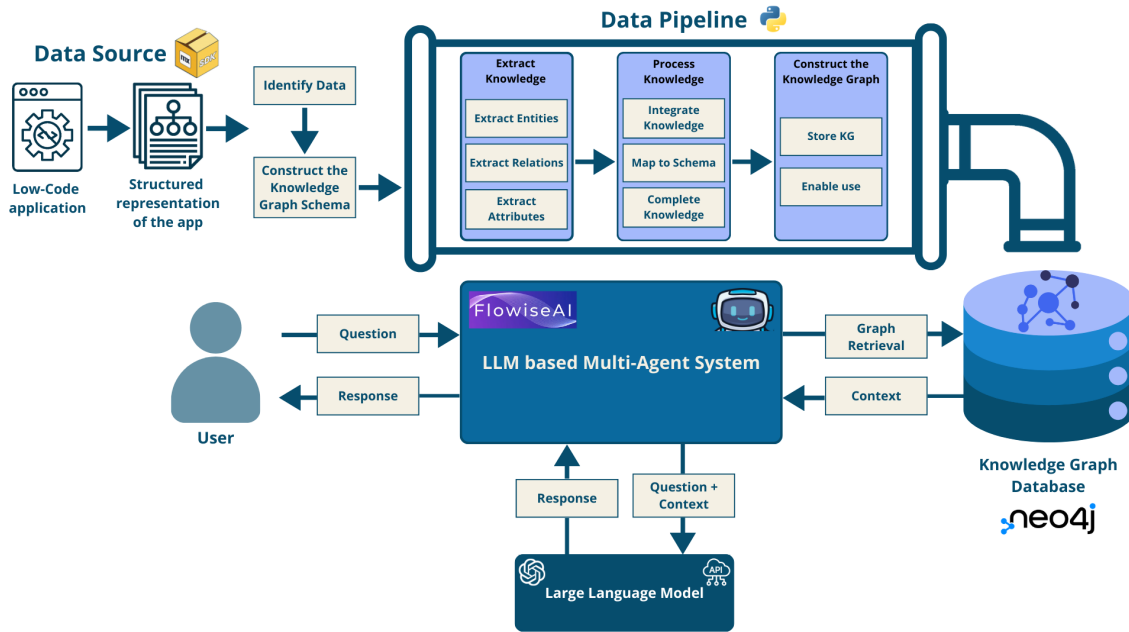 Data Pipeline
Data Source
mx
SDK
Low-Code
application
Structured
representation
of the app
Identify Data
Construct the
Knowledge
Graph Schema
Extract
Knowledge
Extract Entities
Extract Relations
Extract
Attributes
Process
Knowledge
Integrate
Knowledge
Map to Schema
Complete
Knowledge
Construct the
Knowledge Graph
Store KG
Enable use
FlowiseAI
LLM based Multi-Agent System
Question
Response
User
Graph
Retrieval
Context
Knowledge Graph
Database
neo4j
Response
Question +
Context
API
Large Language Model